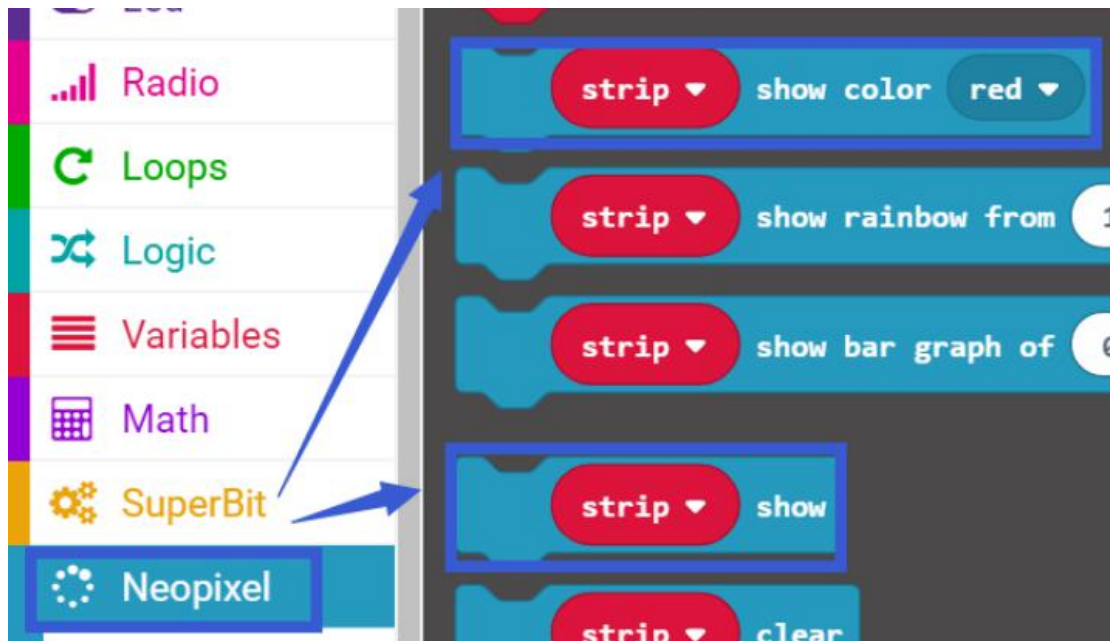 Radio
Loops
Logic
Variables
Math
SuperBit
Neopixel
strip show color red
strip show rainbow from
strip show bar graph of
strip show
strip clear